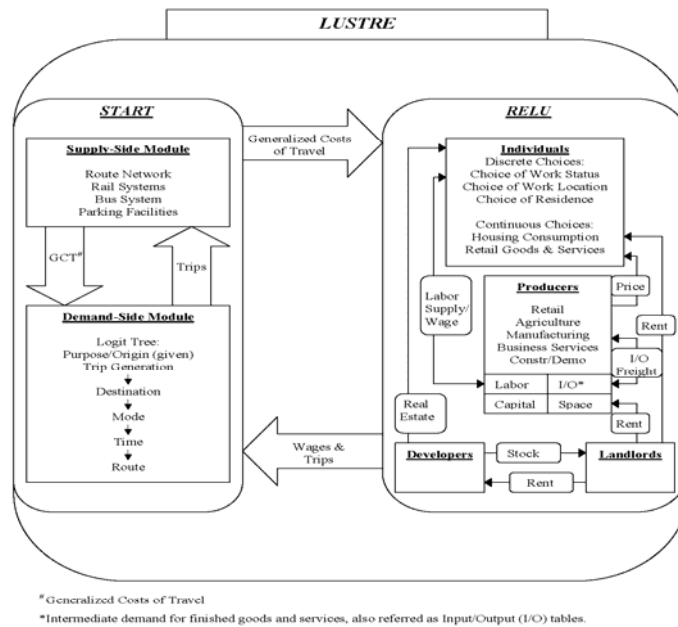 LUSTRE
START
Supply-Side Module
Route Network
Rail Systems
Bus System
Parking Facilities
GCT#
Trips
Demand-Side Module
Logit Tree:
Purpose/Origin (given)
Trip Generation
Destination
Mode
Time
Route
Generalized Costs
of Travel
Wages &
Trips
RELU
Individuals
Discrete Choices:
Choice of Work Status
Choice of Work Location
Choice of Residence
Continuous Choices:
Housing Consumption
Retail Goods & Services
Labor
Supply/
Wage
Price
Rent
Producers
Retail
Agriculture
Manufacturing
Business Services
Constr/Demo
I/O
Freight
Labor I/O*
Capital Space
Real
Estate
Rent
Developers
Stock
Landlords
Rent
#Generalized Costs of Travel
*Intermediate demand for finished goods and services, also referred as Input/Output (I/O) tables.